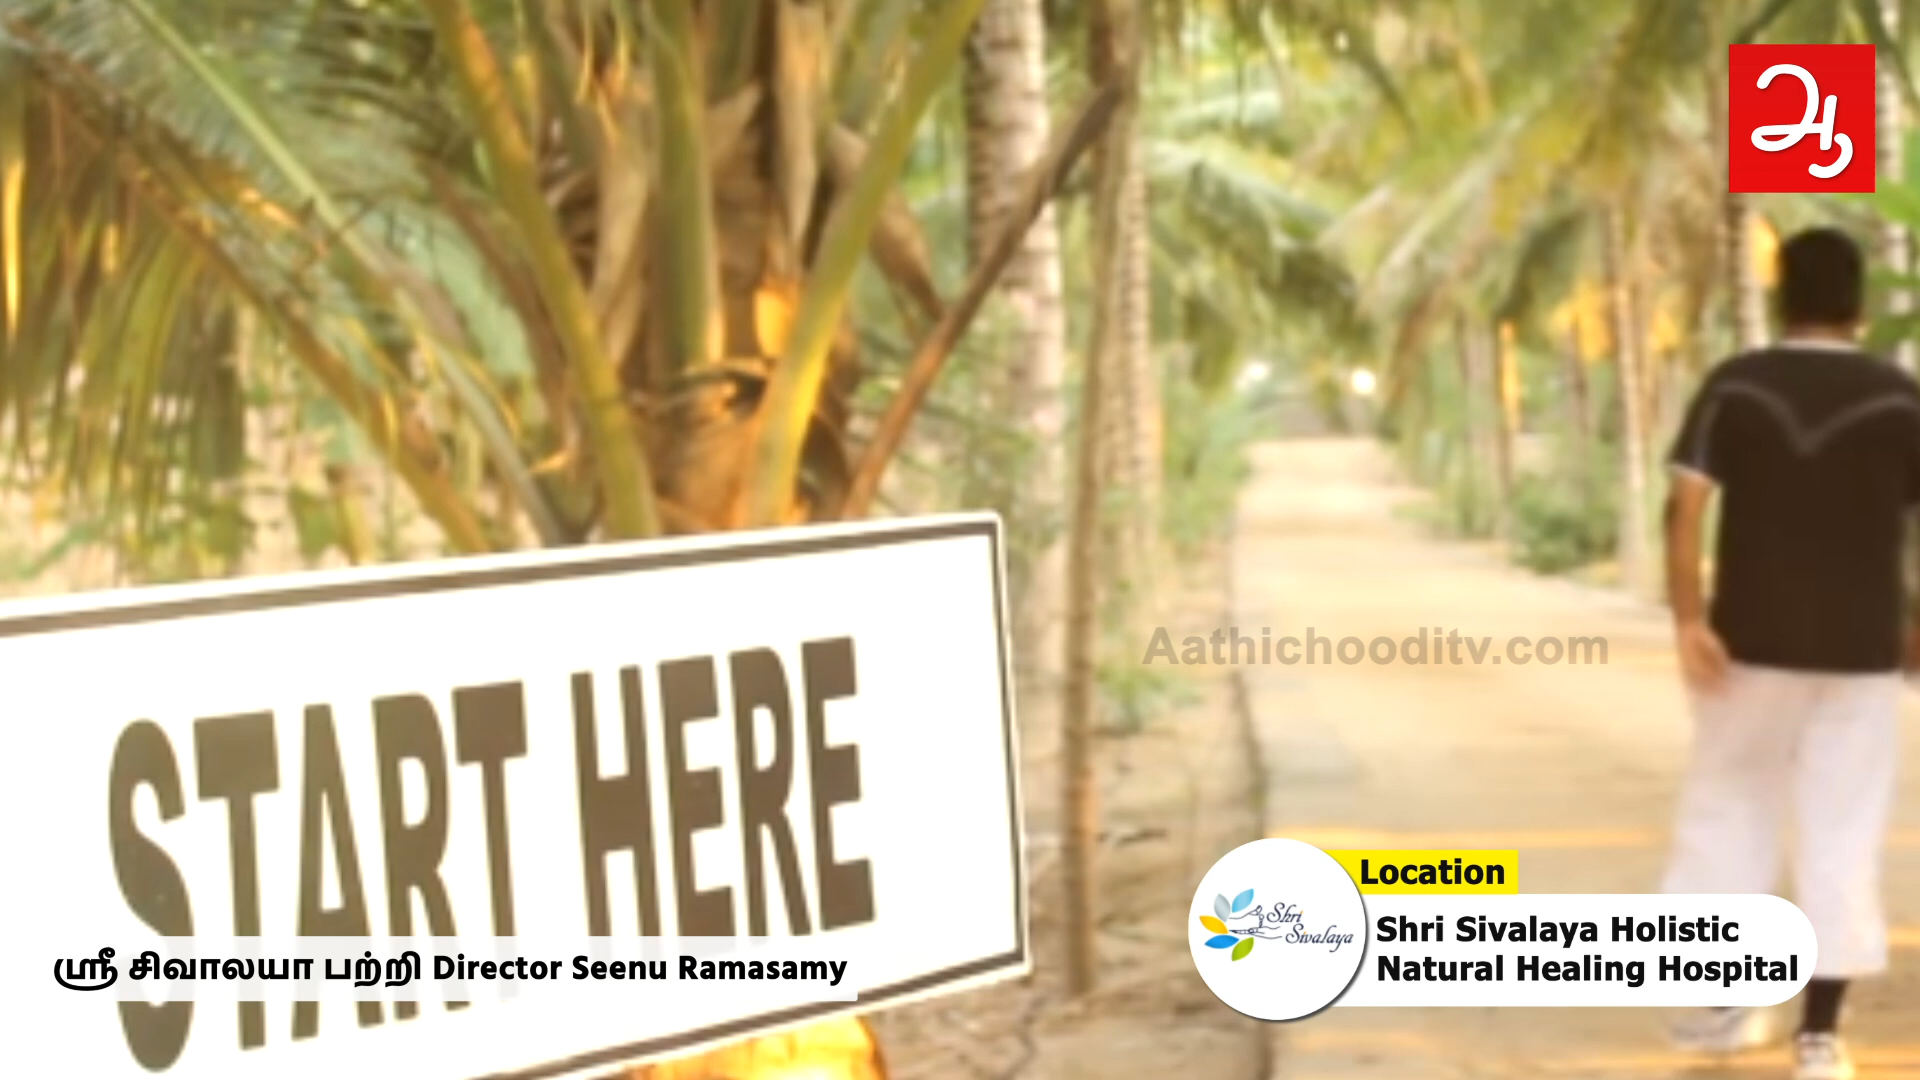 ஆ
Aathichooditv.com
START HERE
Location
Shri Sivalaya
Shri Sivalaya Holistic
Natural Healing Hospital
ஸ்ரீ சிவாலயா பற்றி Director Seenu Ramasamy